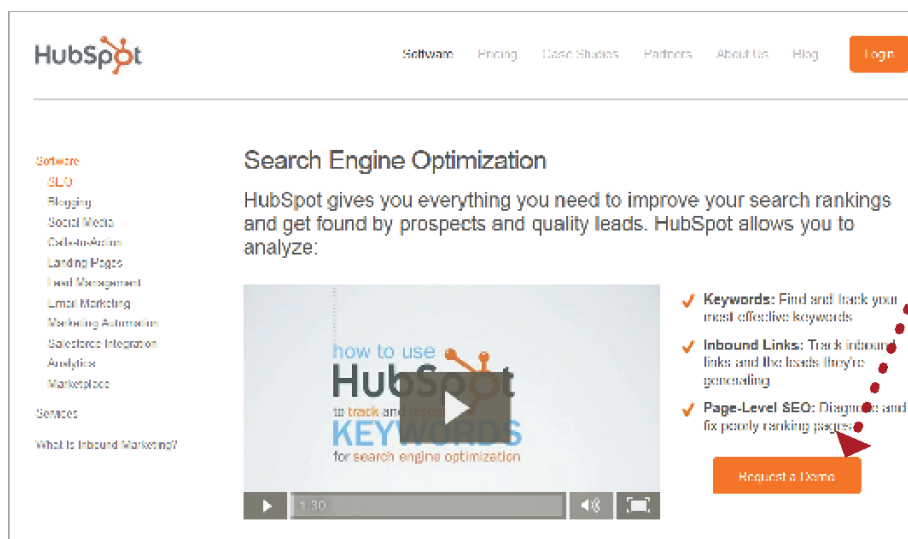 HubSpot
Software Pricing Case Studies Partners About Us Blog Login
Software
SEO
Blogging
Social Media
Calls-to-Action
Landing Pages
Lead Management
Email Marketing
Marketing Automation
Salesforce Integration
Analytics
Marketplace
Services
What Is Inbound Marketing?
Search Engine Optimization
HubSpot gives you everything you need to improve your search rankings
and get found by prospects and quality leads. HubSpot allows you to
analyze:
how to use
HubSpot
to track and research
KEYWORDS
for search engine optimization
1:30
Keywords: Find and track your
most effective keywords
Inbound Links: Track inbound
links and the leads they're
generating
Page-Level SEO: Diagnose and
fix poorly ranking pages
Request a Demo